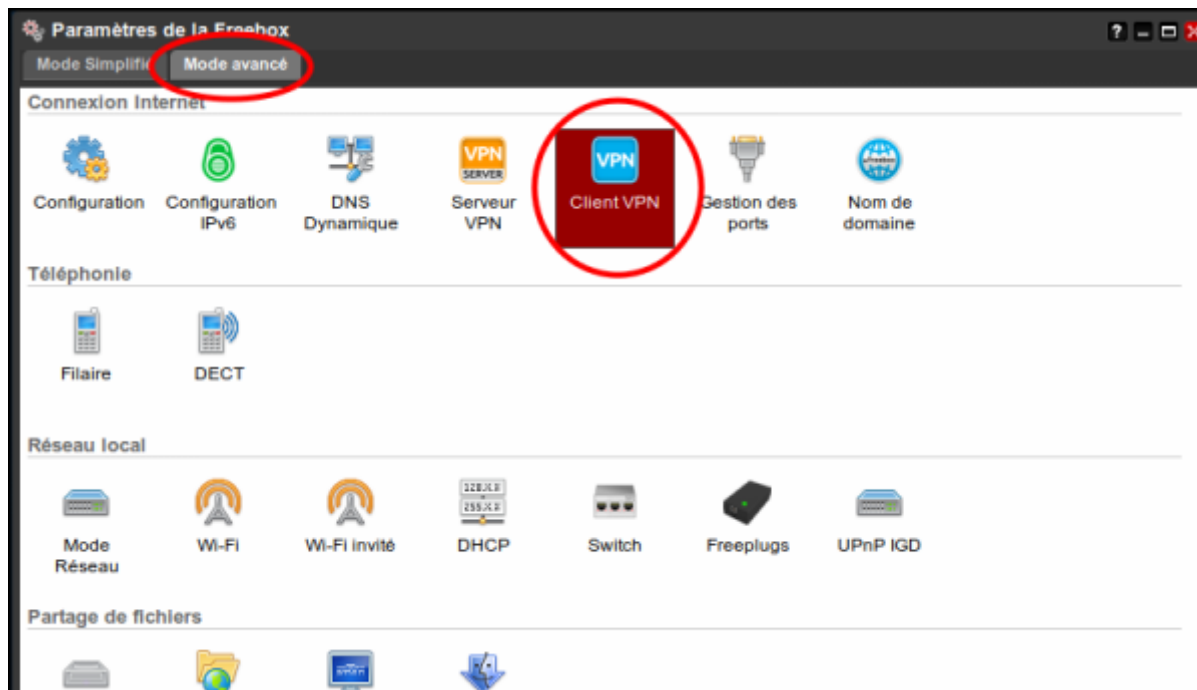 Paramètres de la Freebox
Mode Simplifié
Mode avancé
Connexion Internet
VPN
SERVER
VPN
Configuration
Configuration
IPv6
DNS
Dynamique
Serveur
VPN
Client VPN
Gestion des
ports
Nom de
domaine
Téléphonie
Filaire
DECT
Réseau local
128.X.X
255.X.X
Mode
Réseau
Wi-Fi
Wi-Fi invité
DHCP
Switch
Freeplugs
UPnP IGD
Partage de fichiers